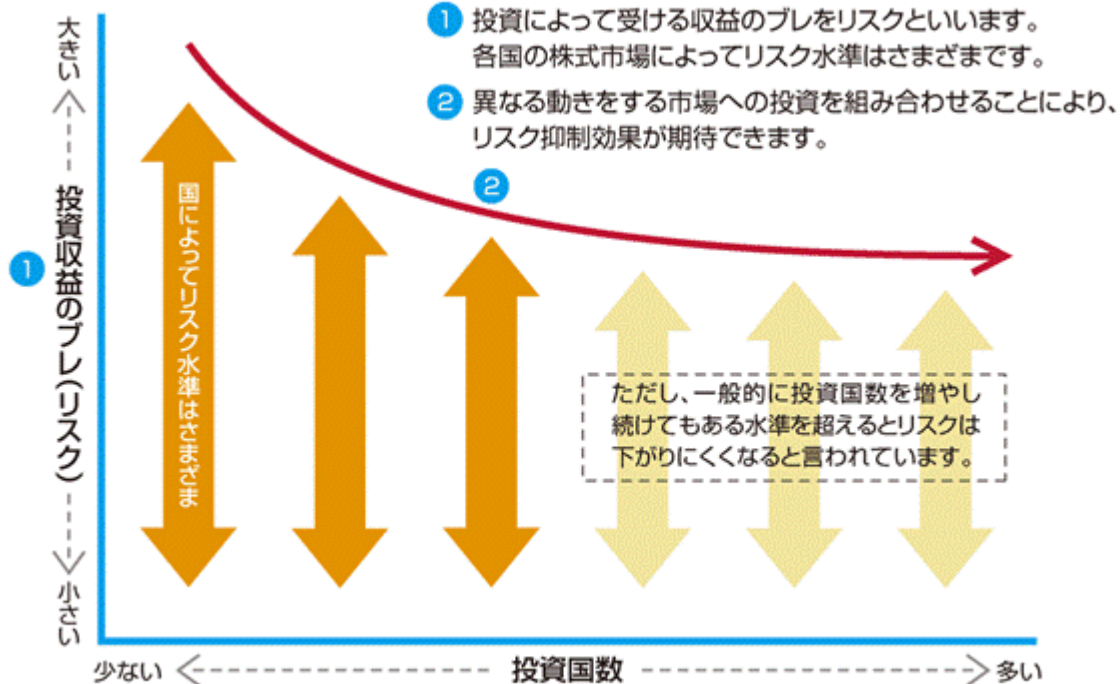 大きい
1 投資によって受ける収益のブレをリスクといいます。
各国の株式市場によってリスク水準はさまざまです。
2 異なる動きをする市場への投資を組み合わせることにより、
リスク抑制効果が期待できます。
2
1 投資収益のブレ(リスク)
国によってリスク水準はさまざま
ただし、一般的に投資国数を増やし
続けてもある水準を超えるとリスクは
下がりにくくなると言われています。
小さい
少ない 投資国数 多い